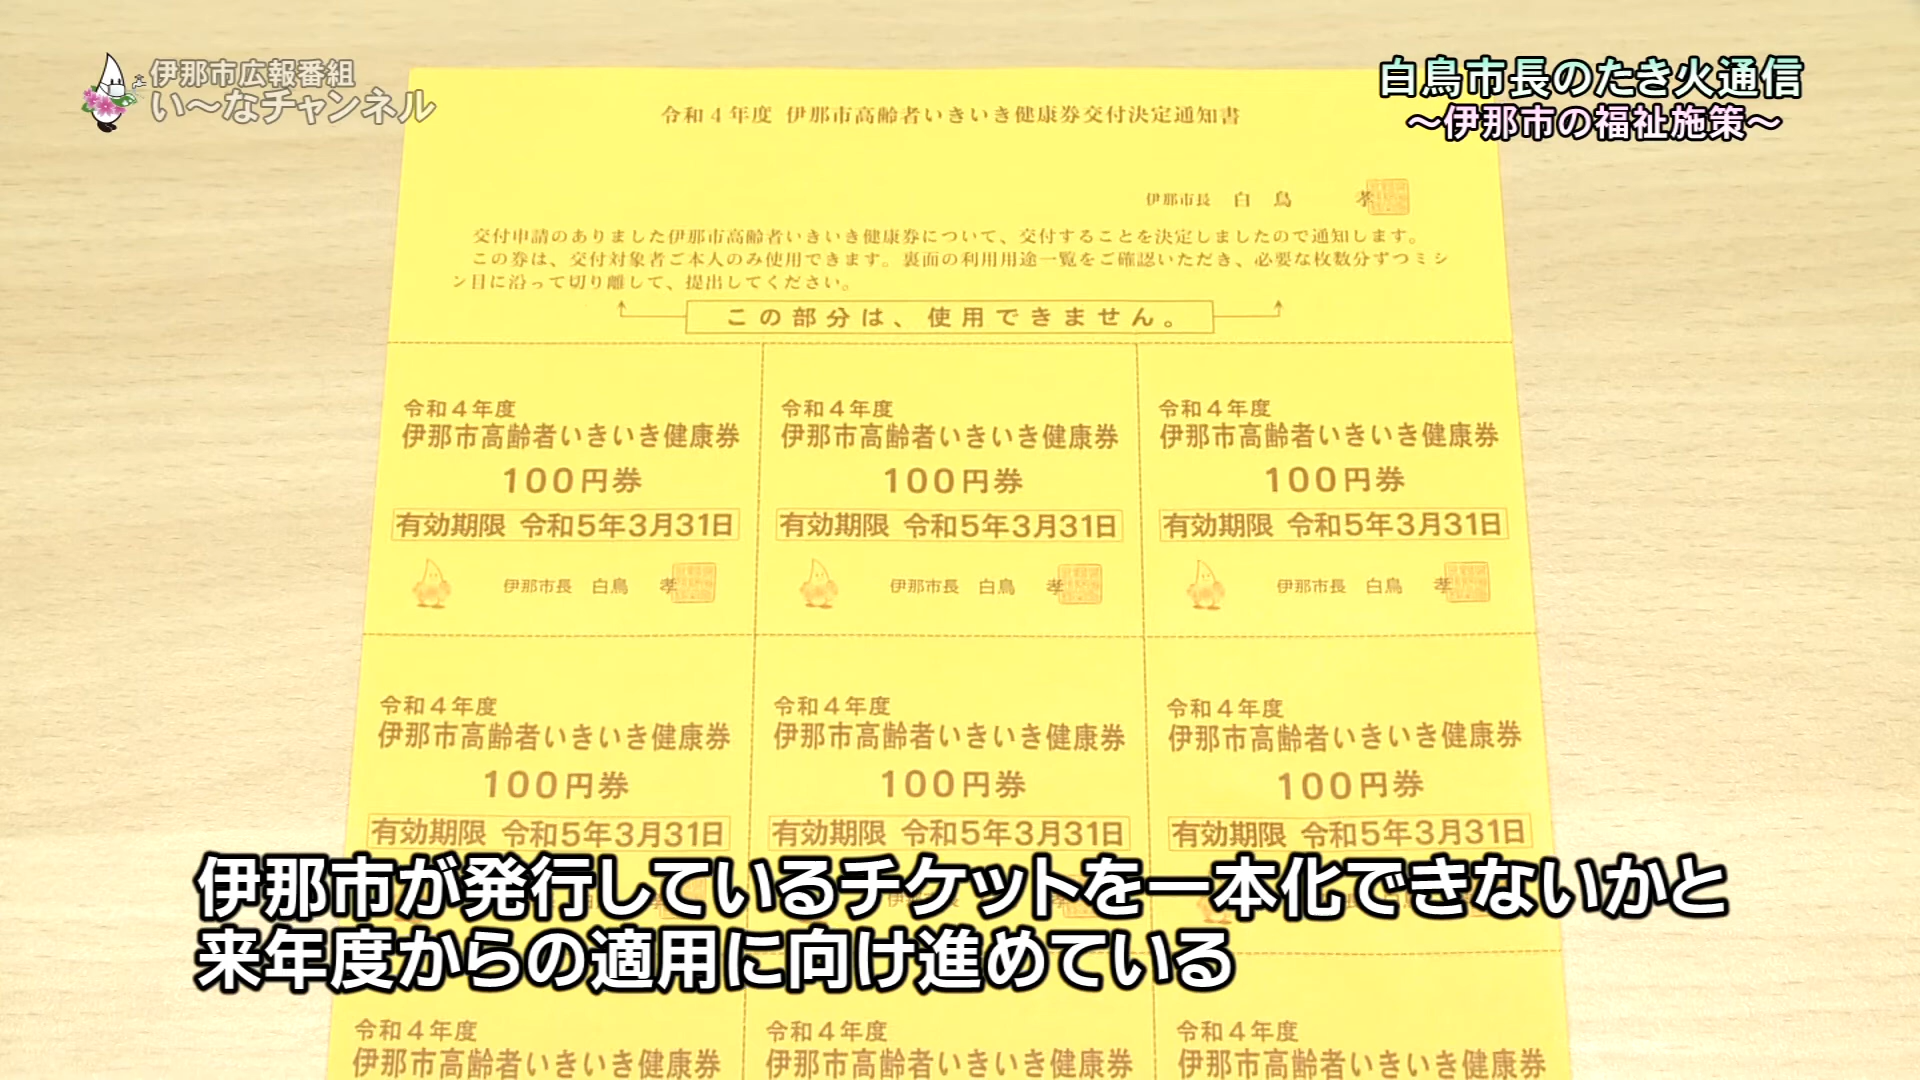 伊那市広報番組
い～なチャンネル
白鳥市長のたき火通信
～伊那市の福祉施策～
令和４年度 伊那市高齢者いきいき健康券交付決定通知書
伊那市長 白鳥 孝
交付申請のありました伊那市高齢者いきいき健康券について、交付することを決定しましたので通知します。
この券は、交付対象者ご本人のみ使用できます。裏面の利用用途一覧をご確認いただき、必要な枚数分ずつミシ
ン目に沿って切り離して、提出してください。
この部分は、使用できません。
令和４年度
伊那市高齢者いきいき健康券
100円券
有効期限 令和5年3月31日
伊那市長 白鳥 孝
令和４年度
伊那市高齢者いきいき健康券
100円券
有効期限 令和5年3月31日
伊那市長 白鳥 孝
令和４年度
伊那市高齢者いきいき健康券
100円券
有効期限 令和5年3月31日
伊那市長 白鳥 孝
令和４年度
伊那市高齢者いきいき健康券
100円券
有効期限 令和5年3月31日
令和４年度
伊那市高齢者いきいき健康券
100円券
有効期限 令和5年3月31日
令和４年度
伊那市高齢者いきいき健康券
100円券
有効期限 令和5年3月31日
伊那市が発行しているチケットを一本化できないかと
来年度からの適用に向け進めている
令和４年度
伊那市高齢者いきいき健康券
令和４年度
伊那市高齢者いきいき健康券
令和４年度
伊那市高齢者いきいき健康券